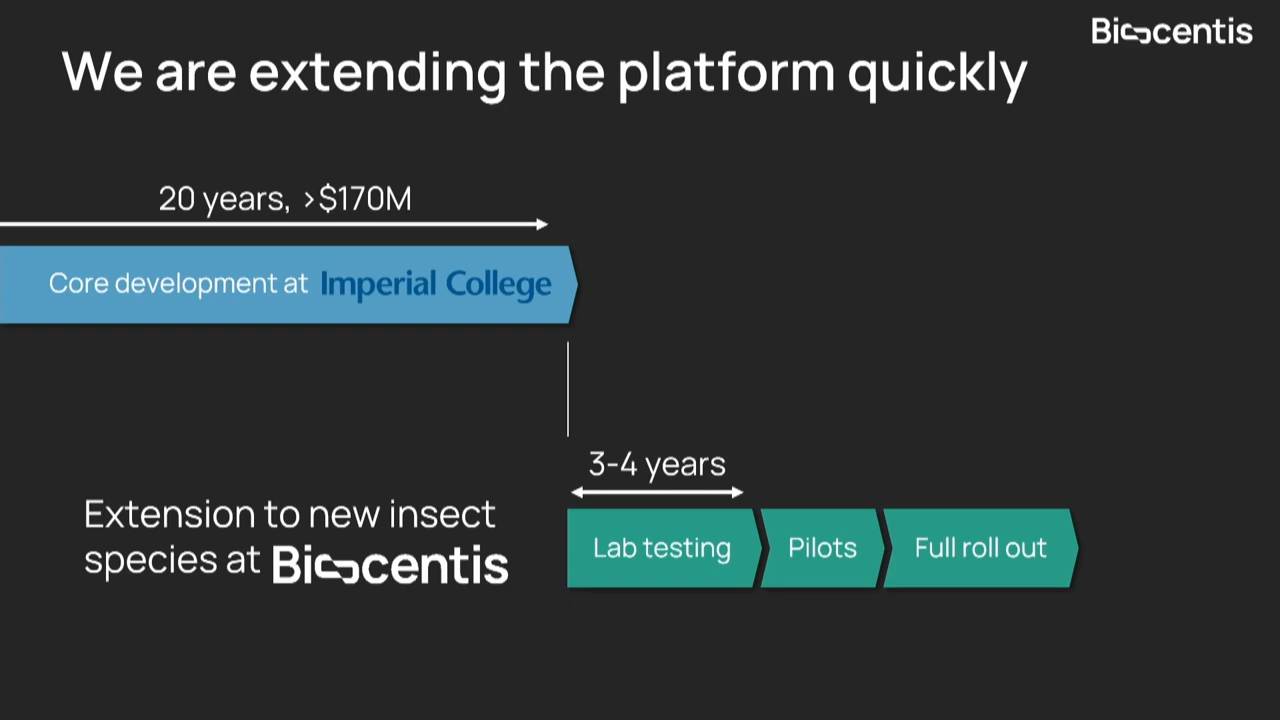 Biocentis
We are extending the platform quickly
20 years, >$170M
Core development at Imperial College
3-4 years
Extension to new insect
species at Biocentis
Lab testing
Pilots
Full roll out